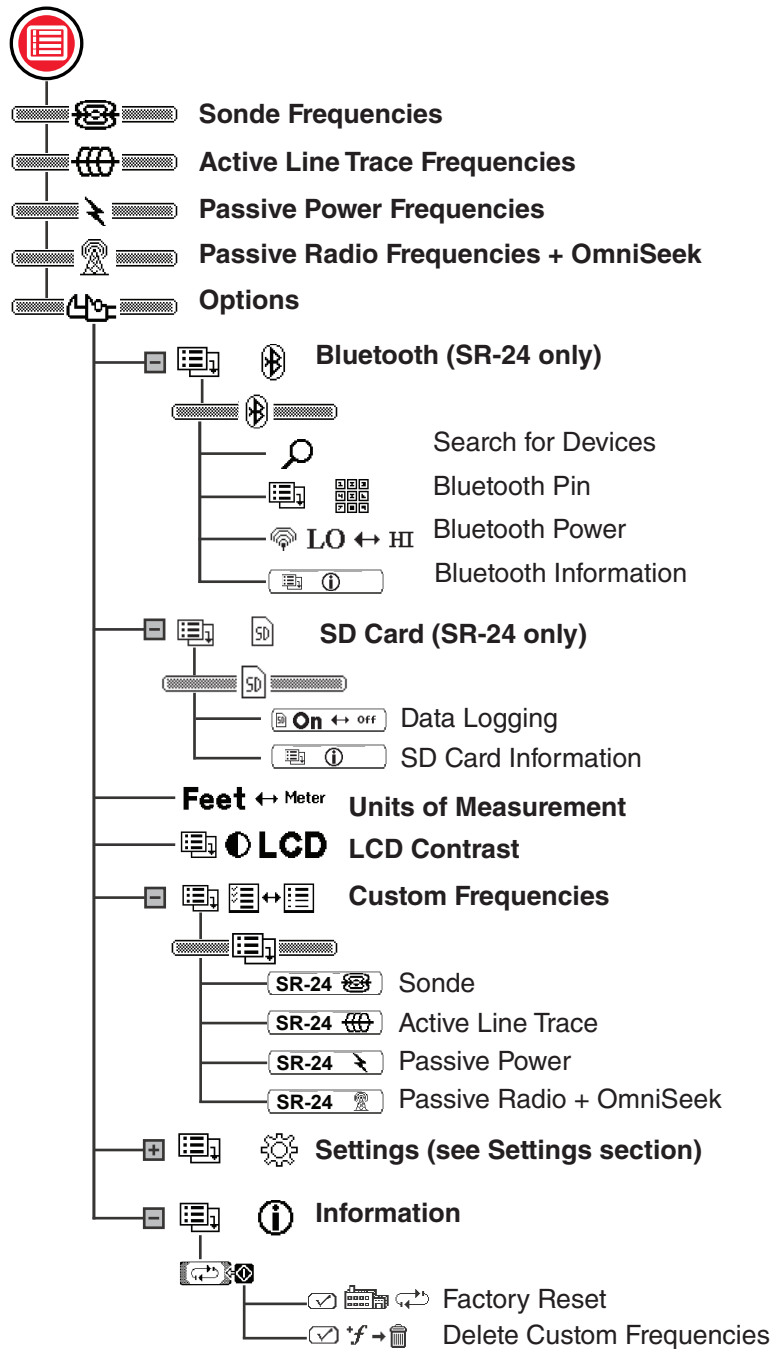 Sonde Frequencies
Active Line Trace Frequencies
Passive Power Frequencies
Passive Radio Frequencies + OmniSeek
Options
Bluetooth (SR-24 only)
Search for Devices
Bluetooth Pin
LO ↔ HI Bluetooth Power
Bluetooth Information
SD SD Card (SR-24 only)
SD
SD On ↔ Off Data Logging
SD Card Information
Feet ↔ Meter Units of Measurement
LCD LCD Contrast
Custom Frequencies
SR-24 Sonde
SR-24 Active Line Trace
SR-24 Passive Power
SR-24 Passive Radio + OmniSeek
Settings (see Settings section)
Information
Factory Reset
+f → Delete Custom Frequencies